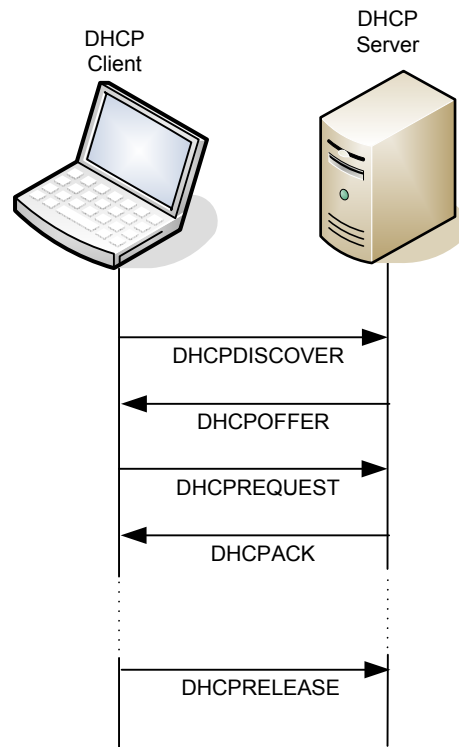 DHCP
Client
DHCP
Server
DHCPDISCOVER
DHCPOFFER
DHCPREQUEST
DHCPACK
DHCPRELEASE